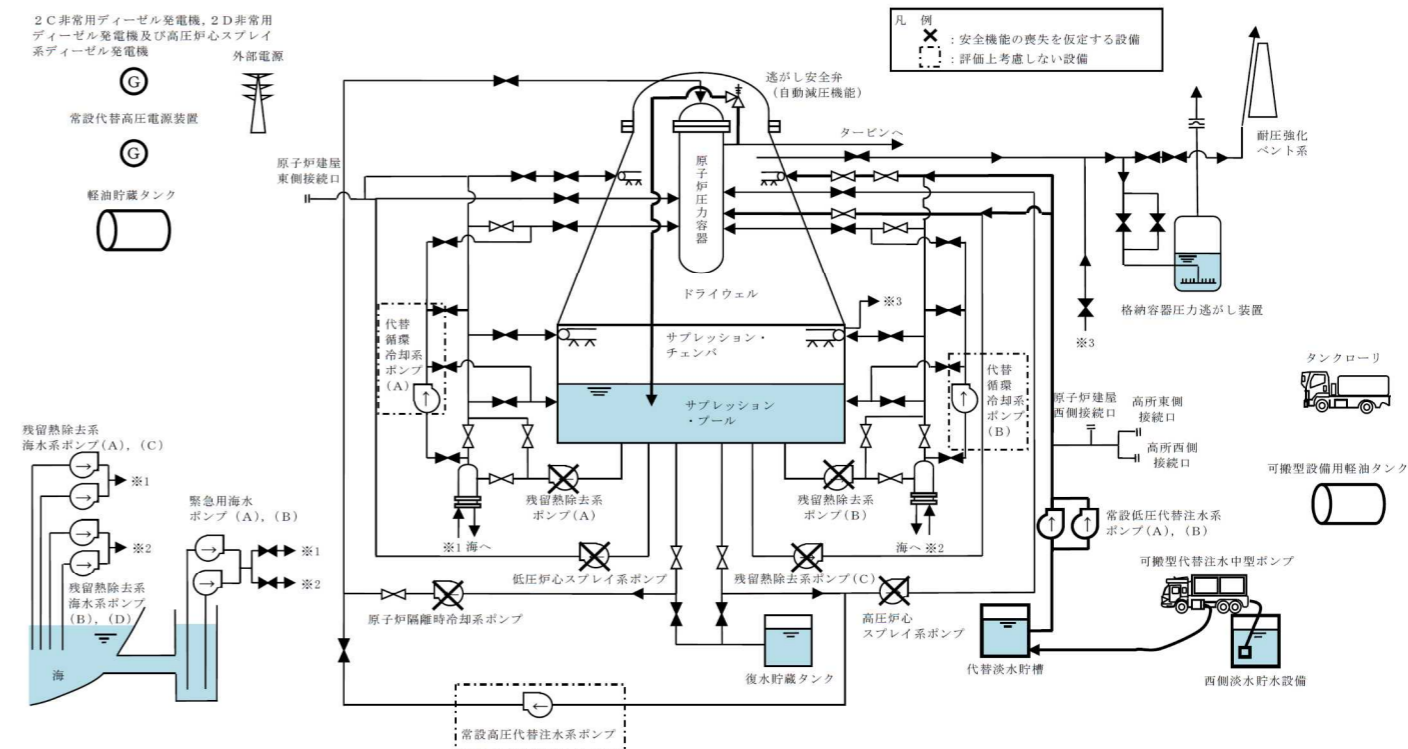 2C非常用ディーゼル発電機,2D非常用
ディーゼル発電機及び高圧炉心スプレイ
系ディーゼル発電機
外部電源
G
常設代替高圧電源装置
G
軽油貯蔵タンク
凡 例
:安全機能の喪失を仮定する設備
:評価上考慮しない設備
逃がし安全弁
(自動減圧機能)
タービンへ
耐圧強化
ベント系
原子炉建屋
東側接続口
原子炉圧力容器
ドライウェル
※3
格納容器圧力逃がし装置
※3
代替
循環
冷却系
ポンプ
(A)
サプレッション・
チェンバ
サプレッション
・プール
代替
循環
冷却系
ポンプ
(B)
原子炉建屋
西側接続口
高所東側
接続口
高所西側
接続口
タンクローリ
可搬型設備用軽油タンク
残留熱除去系
海水系ポンプ(A),(C)
※1
※2
残留熱除去系
海水系ポンプ
(B),(D)
海
緊急用海水
ポンプ(A),(B)
※1
※2
残留熱除去系
ポンプ(A)
残留熱除去系
ポンプ(B)
※1
海へ
海へ
※2
常設低圧代替注水系
ポンプ(A),(B)
低圧炉心スプレイ系ポンプ
残留熱除去系ポンプ(C)
可搬型代替注水中型ポンプ
原子炉隔離時冷却系ポンプ
高圧炉心
スプレイ系ポンプ
復水貯蔵タンク
代替淡水貯槽
西側淡水貯水設備
常設高圧代替注水系ポンプ